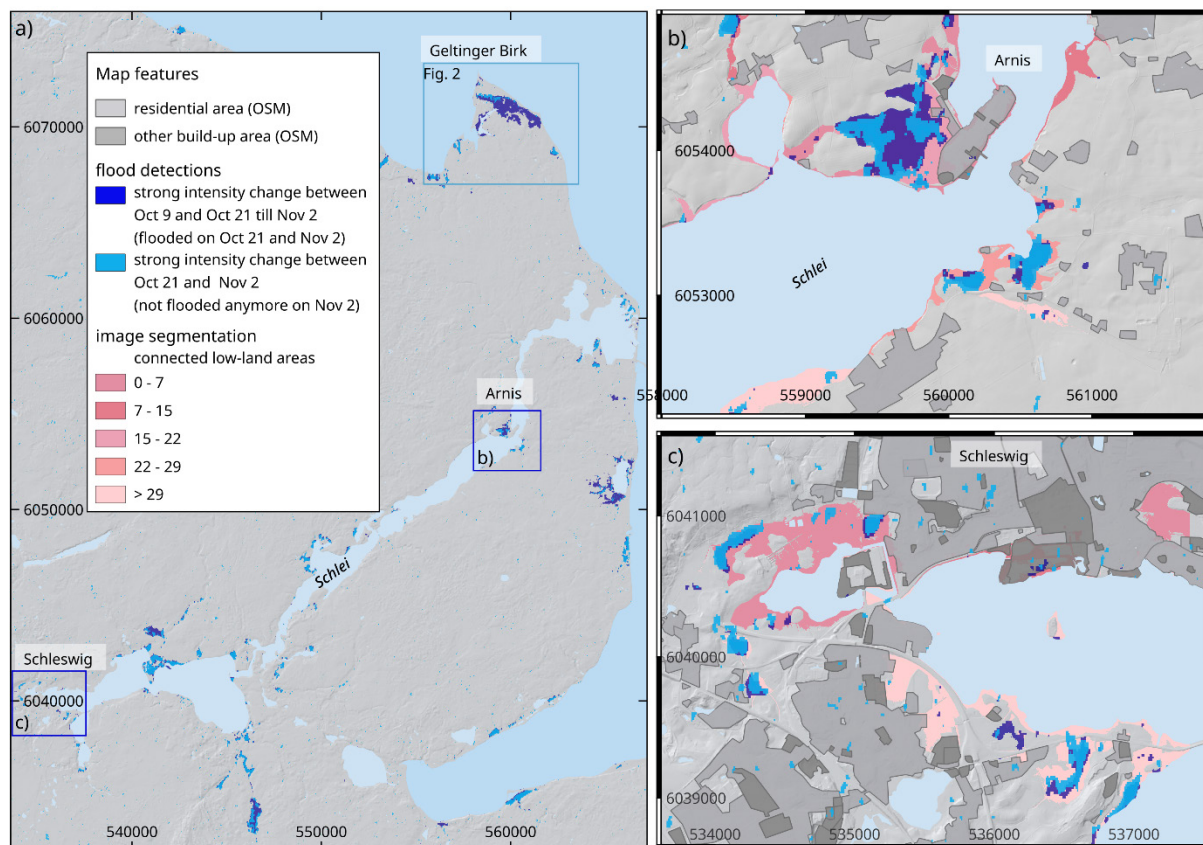 a)
Geltinger Birk
Fig. 2
Map features
residential area (OSM)
other build-up area (OSM)
flood detections
strong intensity change between
Oct 9 and Oct 21 till Nov 2
(flooded on Oct 21 and Nov 2)
strong intensity change between
Oct 21 and Nov 2
(not flooded anymore on Nov 2)
image segmentation
connected low-land areas
0 - 7
7 - 15
15 - 22
22 - 29
> 29
6070000
6060000
6050000
6040000
540000
550000
560000
Arnis
b)
Schlei
Schleswig
c)
b)
Arnis
Schlei
6054000
6053000
558000
559000
560000
561000
c)
Schleswig
6041000
6040000
6039000
534000
535000
536000
537000